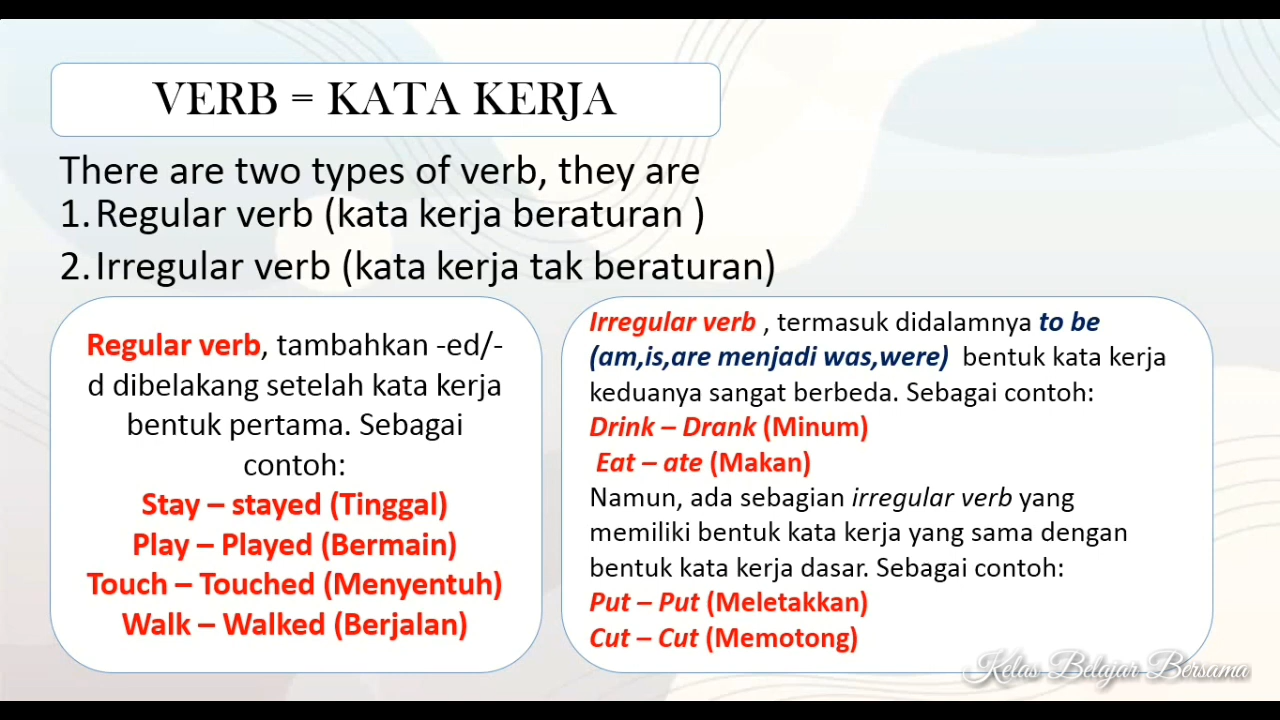 VERB = KATA KERJA
There are two types of verb, they are
1. Regular verb (kata kerja beraturan )
2. Irregular verb (kata kerja tak beraturan)
Regular verb, tambahkan -ed/-
d dibelakang setelah kata kerja
bentuk pertama. Sebagai
contoh:
Stay – stayed (Tinggal)
Play – Played (Bermain)
Touch – Touched (Menyentuh)
Walk – Walked (Berjalan)
Irregular verb , termasuk didalamnya to be
(am,is,are menjadi was,were) bentuk kata kerja
keduanya sangat berbeda. Sebagai contoh:
Drink – Drank (Minum)
Eat – ate (Makan)
Namun, ada sebagian irregular verb yang
memiliki bentuk kata kerja yang sama dengan
bentuk kata kerja dasar. Sebagai contoh:
Put – Put (Meletakkan)
Cut – Cut (Memotong)
Kelas Belajar Bersama